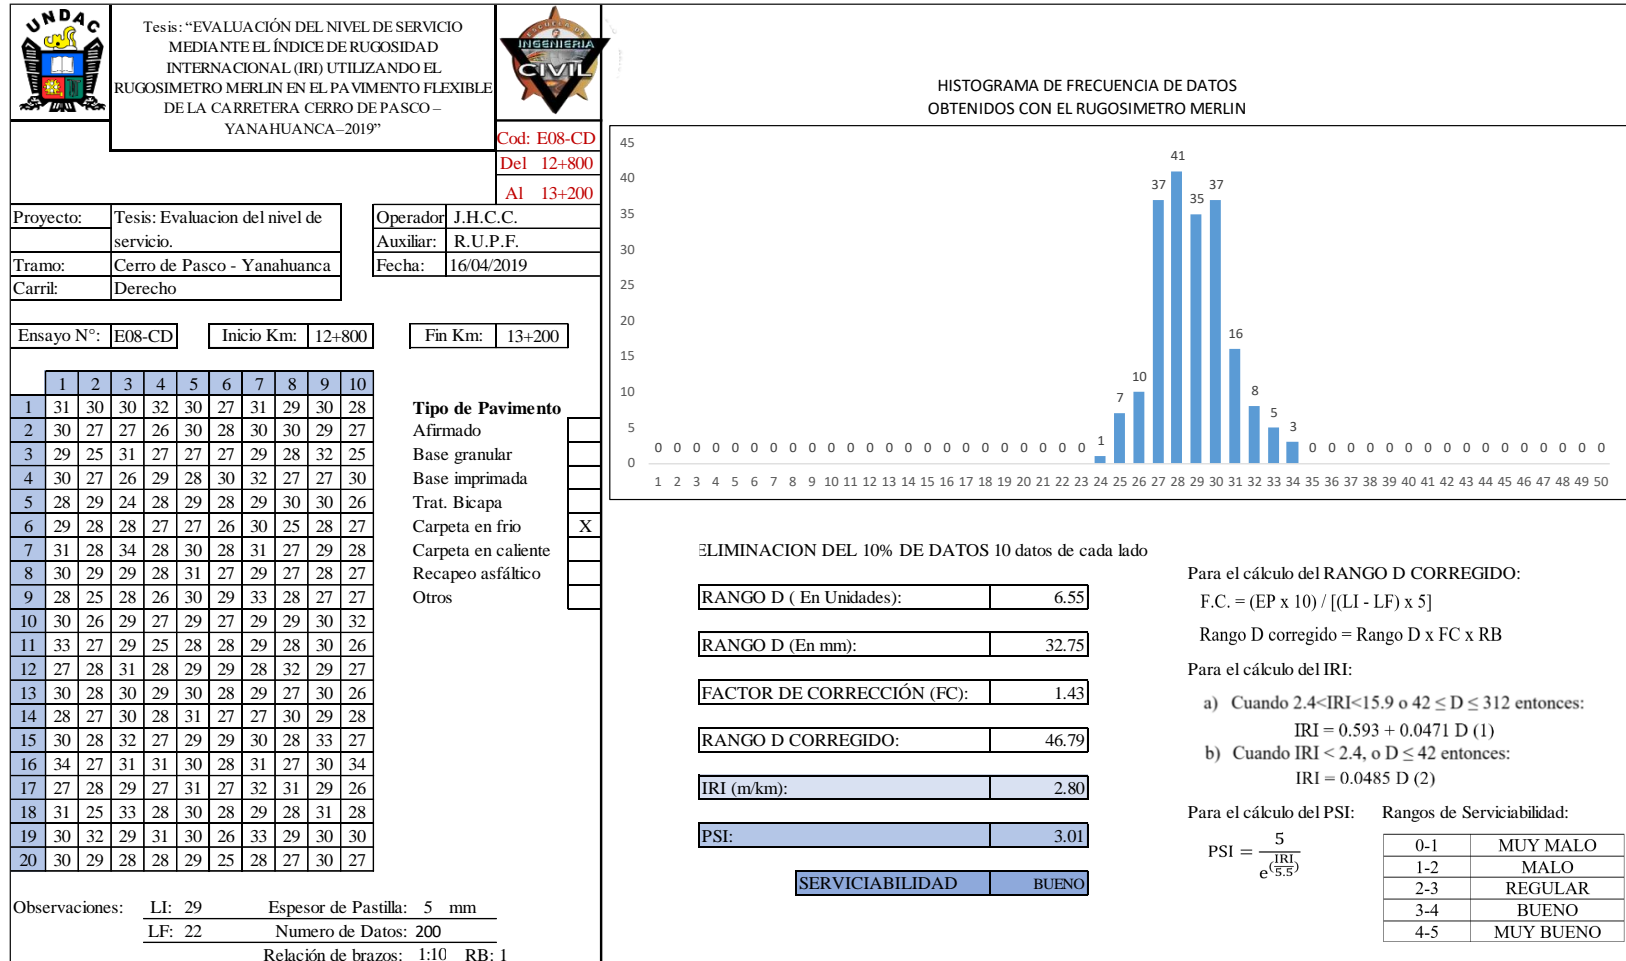 UNDAC
Tesis: “EVALUACIÓN DEL NIVEL DE SERVICIO
MEDIANTE EL ÍNDICE DE RUGOSIDAD
INTERNACIONAL (IRI) UTILIZANDO EL
RUGOSIMETRO MERLIN EN EL PAVIMENTO FLEXIBLE
DE LA CARRETERA CERRO DE PASCO –
YANAHUANCA–2019”
ESCUELA DE
INGENIERIA
CIVIL
Cod: E08-CD
Del 12+800
Al 13+200
Proyecto: Tesis: Evaluacion del nivel de
servicio.
Tramo: Cerro de Pasco - Yanahuanca
Carril: Derecho
Operador J.H.C.C.
Auxiliar: R.U.P.F.
Fecha: 16/04/2019
Ensayo N°: E08-CD Inicio Km: 12+800 Fin Km: 13+200
1 2 3 4 5 6 7 8 9 10
1 31 30 30 32 30 27 31 29 30 28
2 30 27 27 26 30 28 30 30 29 27
3 29 25 31 27 27 27 29 28 32 25
4 30 27 26 29 28 30 32 27 27 30
5 28 29 24 28 29 28 29 30 30 26
6 29 28 28 27 27 26 30 25 28 27
7 31 28 34 28 30 28 31 27 29 28
8 30 29 29 28 31 27 29 27 28 27
9 28 25 28 26 30 29 33 28 27 27
10 30 26 29 27 29 27 29 29 30 32
11 33 27 29 25 28 28 29 28 30 26
12 27 28 31 28 29 29 28 32 29 27
13 30 28 30 29 30 28 29 27 30 26
14 28 27 30 28 31 27 27 30 29 28
15 30 28 32 27 29 29 30 28 33 27
16 34 27 31 31 30 28 31 27 30 34
17 27 28 29 27 31 27 32 31 29 26
18 31 25 33 28 30 28 29 28 31 28
19 30 32 29 31 30 26 33 29 30 30
20 30 29 28 28 29 25 28 27 30 27
Tipo de Pavimento
Afirmado
Base granular
Base imprimada
Trat. Bicapa
Carpeta en frio X
Carpeta en caliente
Recapeo asfáltico
Otros
Observaciones: LI: 29 Espesor de Pastilla: 5 mm
LF: 22 Numero de Datos: 200
Relación de brazos: 1:10 RB: 1
HISTOGRAMA DE FRECUENCIA DE DATOS
OBTENIDOS CON EL RUGOSIMETRO MERLIN
45
40
35
30
25
20
15
10
5
0
0 0 0 0 0 0 0 0 0 0 0 0 0 0 0 0 0 0 0 0 0 0 0 1 7 10 37 41 35 37 16 8 5 3 0 0 0 0 0 0 0 0 0 0 0 0 0 0 0 0
1 2 3 4 5 6 7 8 9 10 11 12 13 14 15 16 17 18 19 20 21 22 23 24 25 26 27 28 29 30 31 32 33 34 35 36 37 38 39 40 41 42 43 44 45 46 47 48 49 50
ELIMINACION DEL 10% DE DATOS 10 datos de cada lado
RANGO D ( En Unidades): 6.55
RANGO D (En mm): 32.75
FACTOR DE CORRECCIÓN (FC): 1.43
RANGO D CORREGIDO: 46.79
IRI (m/km): 2.80
PSI: 3.01
SERVICIABILIDAD BUENO
Para el cálculo del RANGO D CORREGIDO:
F.C. = (EP x 10) / [(LI - LF) x 5]
Rango D corregido = Rango D x FC x RB
Para el cálculo del IRI:
a) Cuando 2.4<IRI<15.9 o 42 ≤ D ≤ 312 entonces:
IRI = 0.593 + 0.0471 D (1)
b) Cuando IRI < 2.4, o D ≤ 42 entonces:
IRI = 0.0485 D (2)
Para el cálculo del PSI: Rangos de Serviciabilidad:
PSI = 5 / e^(IRI/5.5)
0-1 MUY MALO
1-2 MALO
2-3 REGULAR
3-4 BUENO
4-5 MUY BUENO